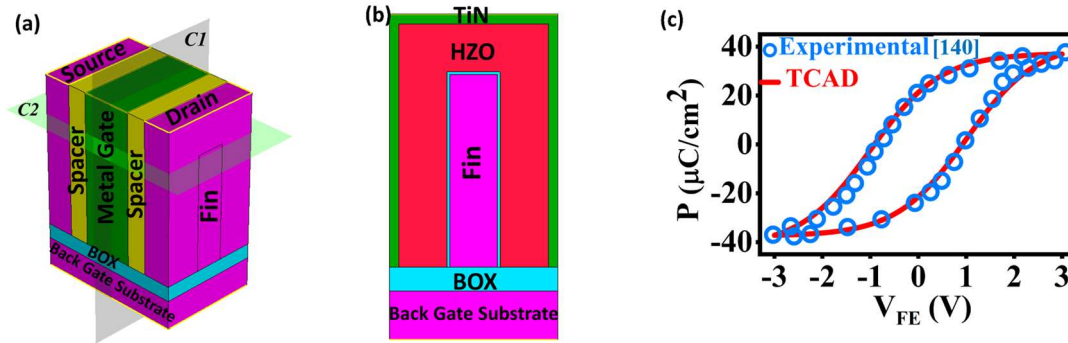 (a)
C1
Source
Drain
C2
Spacer
Metal Gate
Spacer
Fin
BOX
Back Gate Substrate
(b)
TiN
HZO
Fin
BOX
Back Gate Substrate
(c)
Experimental [140]
TCAD
P (μC/cm²)
40
20
0
-20
-40
-3 -2 -1 0 1 2 3
V_FE (V)